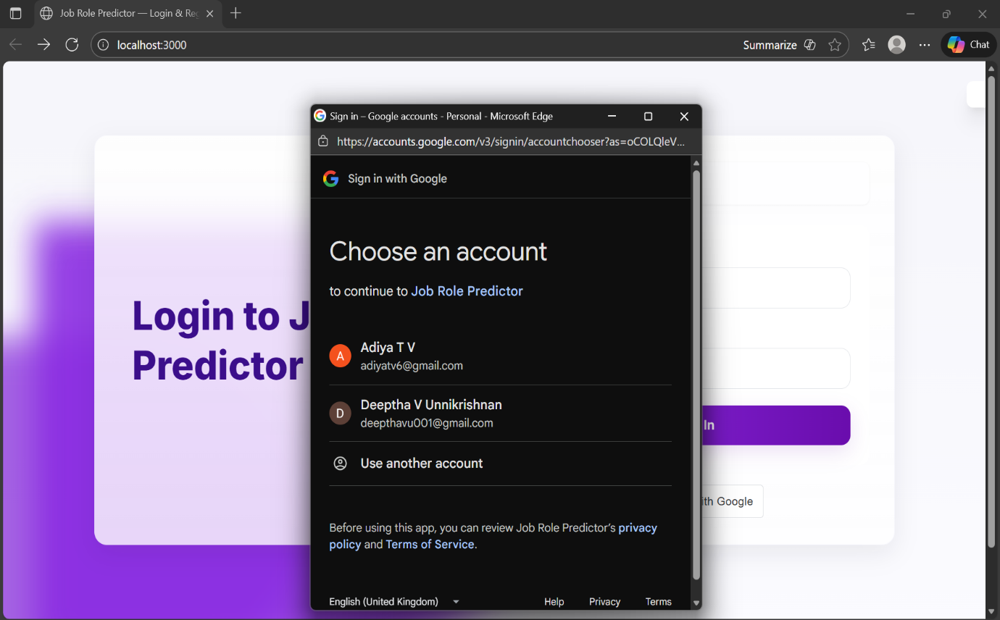 Job Role Predictor — Login & Re
localhost:3000
Summarize
Chat
Sign in – Google accounts - Personal - Microsoft Edge
https://accounts.google.com/v3/signin/accountchooser?as=oCOLQleV...
Sign in with Google
Choose an account
to continue to Job Role Predictor
A
Adiya T V
adiyatv6@gmail.com
D
Deeptha V Unnikrishnan
deepthavu001@gmail.com
Use another account
Before using this app, you can review Job Role Predictor's privacy
policy and Terms of Service.
English (United Kingdom)
Help
Privacy
Terms
Login to J
Predictor
In
ith Google